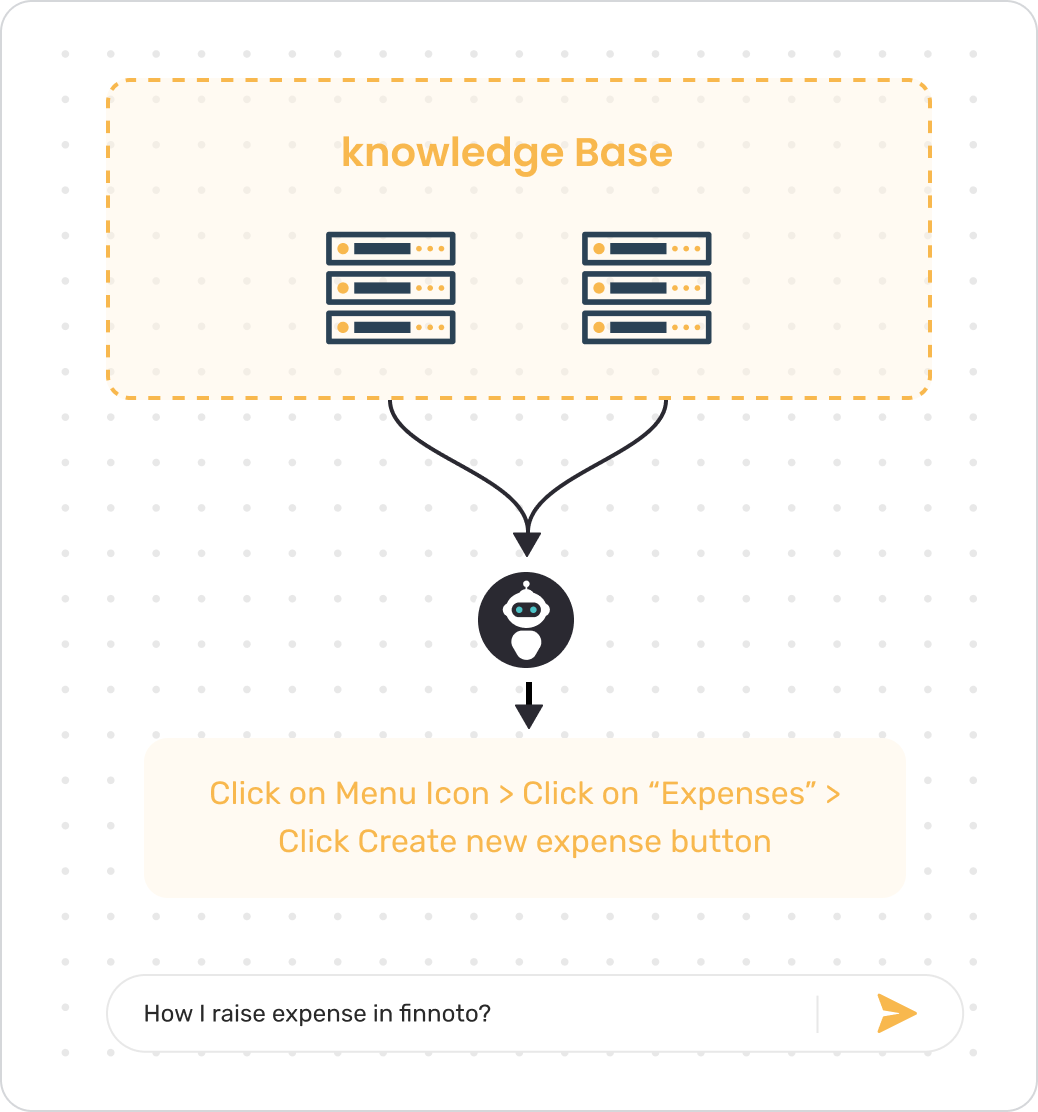 knowledge Base
Click on Menu Icon > Click on “Expenses” >
Click Create new expense button
How I raise expense in finnoto?